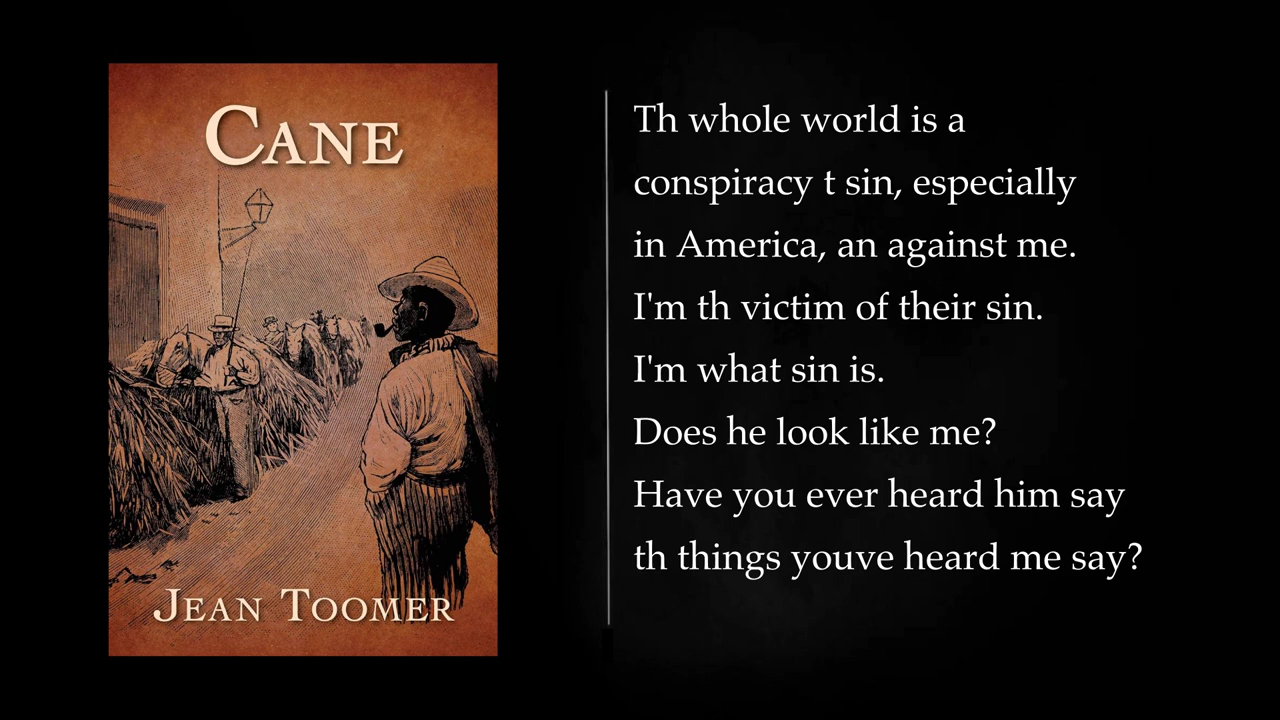 CANE
JEAN TOOMER
Th whole world is a
conspiracy t sin, especially
in America, an against me.
I'm th victim of their sin.
I'm what sin is.
Does he look like me?
Have you ever heard him say
th things youve heard me say?